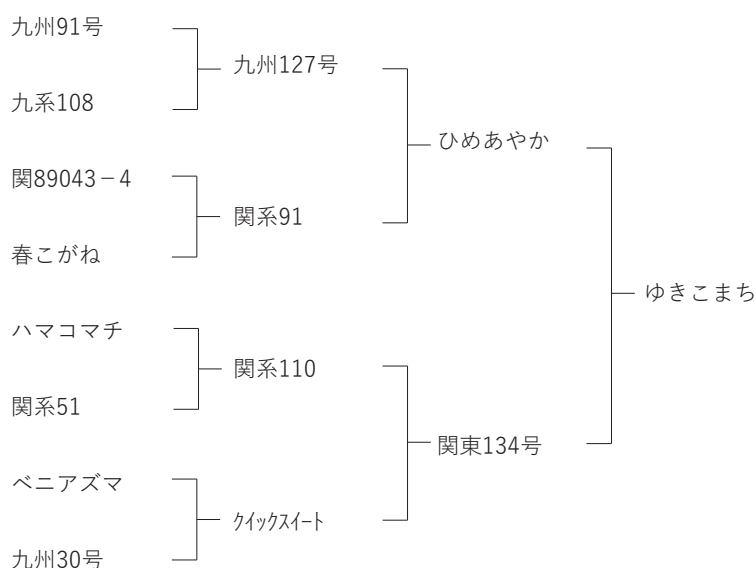 九州91号
九州127号
九系108
ひめあやか
関89043－4
関系91
春こがね
ゆきこまち
ハマコマチ
関系110
関系51
関東134号
ベニアズマ
ｸｲｯｸｽｲｰﾄ
九州30号